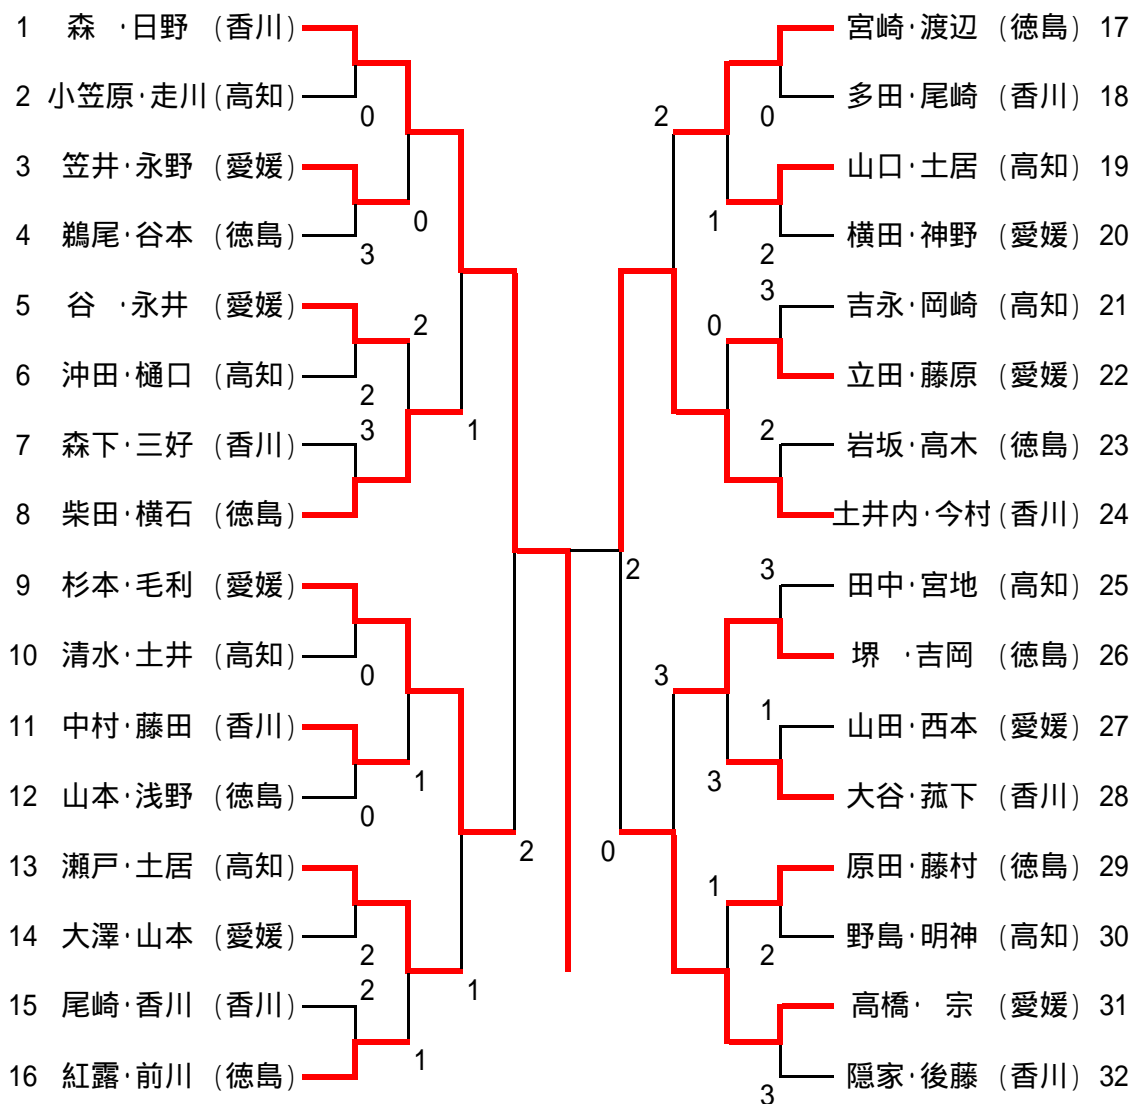 1 森 ・日野 (香川)
2 小笠原・走川(高知)
0
3 笠井・永野 (愛媛)
0
4 鵜尾・谷本 (徳島)
3
5 谷 ・永井 (愛媛)
2
6 沖田・樋口 (高知)
2
7 森下・三好 (香川)
3
1
8 柴田・横石 (徳島)
9 杉本・毛利 (愛媛)
10 清水・土井 (高知)
0
11 中村・藤田 (香川)
1
12 山本・浅野 (徳島)
0
2
13 瀬戸・土居 (高知)
14 大澤・山本 (愛媛)
2
15 尾崎・香川 (香川)
2
1
16 紅露・前川 (徳島)
1
宮崎・渡辺 (徳島) 17
多田・尾崎 (香川) 18
2
0
山口・土居 (高知) 19
1
横田・神野 (愛媛) 20
2
3
吉永・岡崎 (高知) 21
0
立田・藤原 (愛媛) 22
2
岩坂・高木 (徳島) 23
土井内・今村(香川) 24
2
3
田中・宮地 (高知) 25
堺 ・吉岡 (徳島) 26
3
1
山田・西本 (愛媛) 27
3
大谷・菰下 (香川) 28
0
原田・藤村 (徳島) 29
1
野島・明神 (高知) 30
2
高橋・ 宗 (愛媛) 31
隠家・後藤 (香川) 32
3